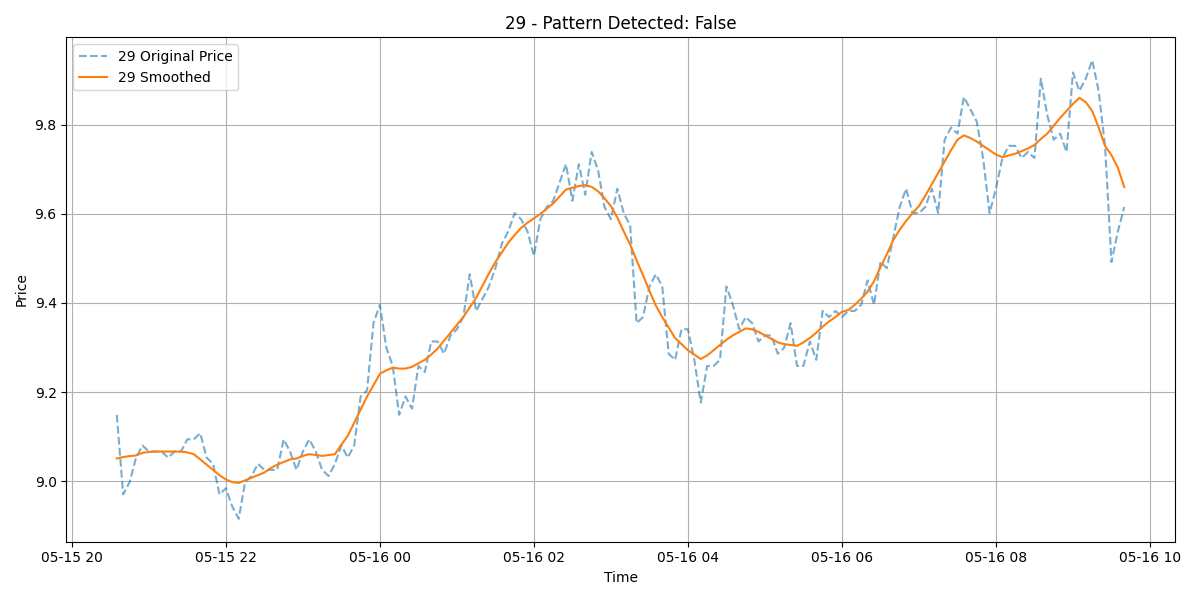 29 - Pattern Detected: False
29 Original Price
29 Smoothed
Price
9.8
9.6
9.4
9.2
9.0
05-15 20
05-15 22
05-16 00
05-16 02
05-16 04
05-16 06
05-16 08
05-16 10
Time